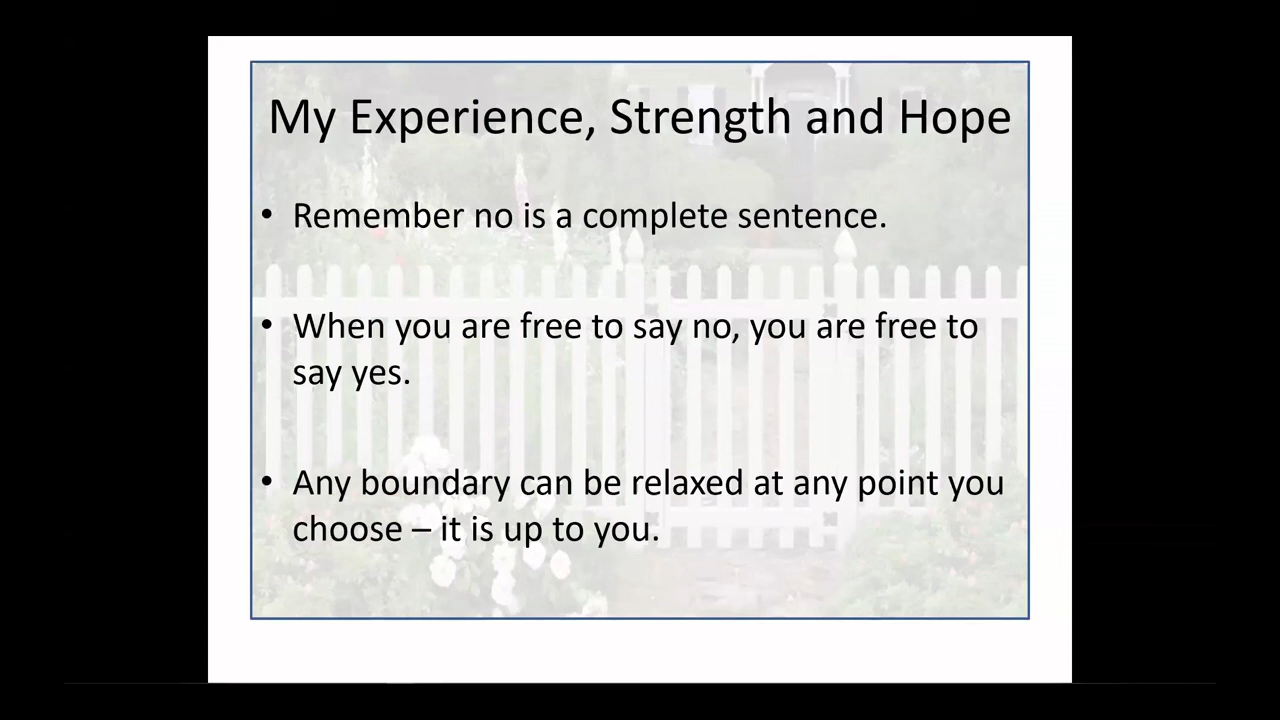 My Experience, Strength and Hope
• Remember no is a complete sentence.
• When you are free to say no, you are free to
say yes.
• Any boundary can be relaxed at any point you
choose – it is up to you.